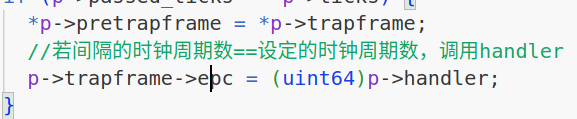 *p->pretrapframe = *p->trapframe;
//若间隔的时钟周期数==设定的时钟周期数，调用handler
p->trapframe->epc = (uint64)p->handler;
}